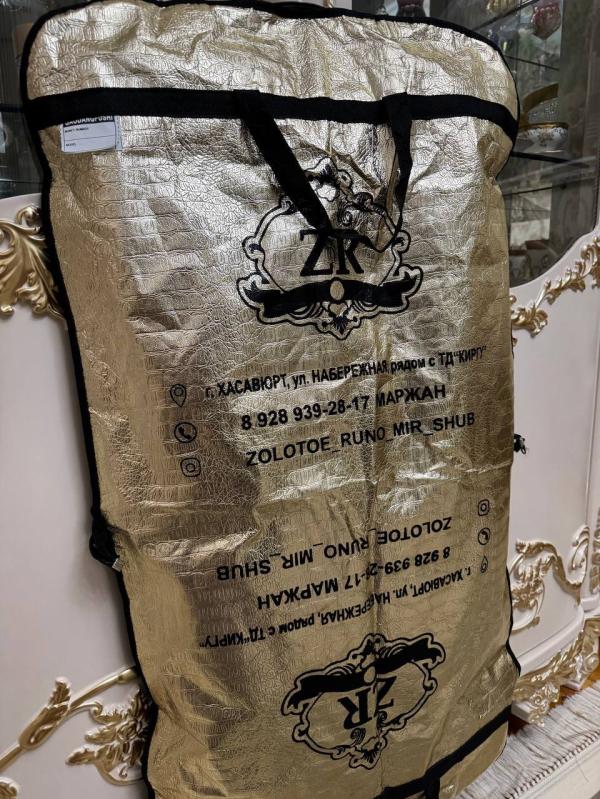 ZR
г. ХАСАВЮРТ, ул. НАБЕРЕЖНАЯ, рядом с ТД "КИРГУ"
8 928 939-28-17 МАРЖАН
ZOLOTOE_RUNO_MIR_SHUB
ZOLOTOE_RUNO_MIR_SHUB
8 928 939-28-17 МАРЖАН
г. ХАСАВЮРТ, ул. НАБЕРЕЖНАЯ, рядом с ТД "КИРГУ"
ZR